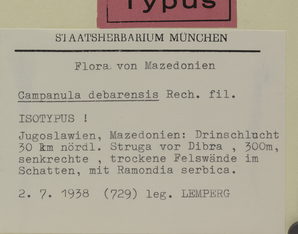 Typus
STAATSHERBARIUM MÜNCHEN
Flora von Mazedonien
Campanula debarensis Rech. fil.
ISOTYPUS !
Jugoslawien, Mazedonien: Drinschlucht
30 km nördl. Struga vor Dibra , 300m,
senkrechte , trockene Felswände im
Schatten, mit Ramondia serbica.
2. 7. 1938 (729) leg. LEMPERG